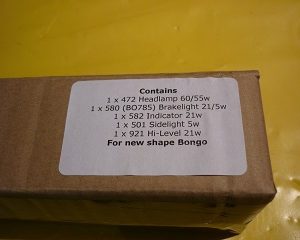 Contains
1 x 472 Headlamp 60/55w
1 x 580 (BO785) Brakelight 21/5w
1 x 582 Indicator 21w
1 x 501 Sidelight 5w
1 x 921 Hi-Level 21w
For new shape Bongo